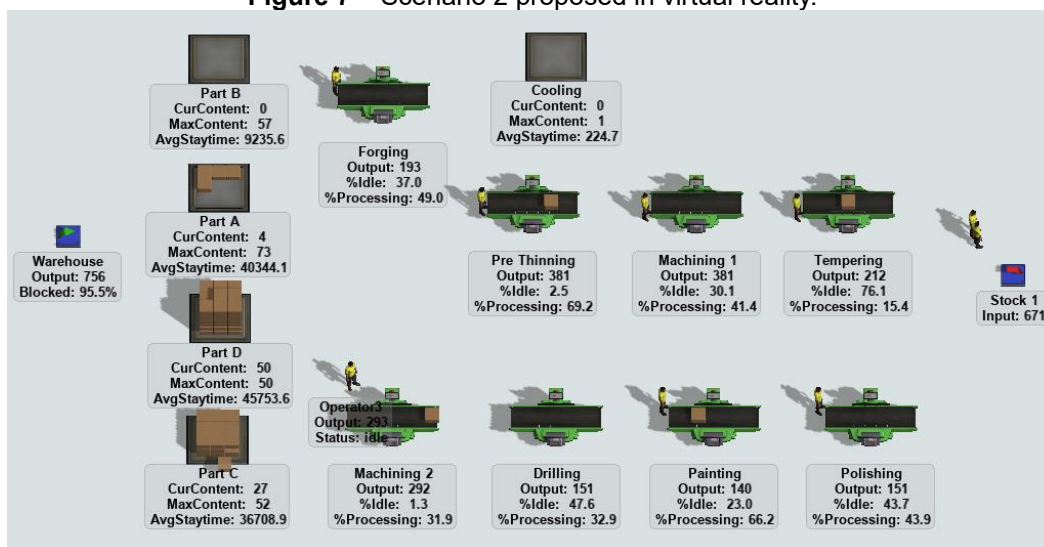 Figure 7 – Scenario 2 proposed in virtual reality.
Part B
CurContent: 0
MaxContent: 57
AvgStaytime: 9235.6
Forging
Output: 193
%Idle: 37.0
%Processing: 49.0
Cooling
CurContent: 0
MaxContent: 1
AvgStaytime: 224.7
Part A
CurContent: 4
MaxContent: 73
AvgStaytime: 40344.1
Warehouse
Output: 756
Blocked: 95.5%
Pre Thinning
Output: 381
%Idle: 2.5
%Processing: 69.2
Machining 1
Output: 381
%Idle: 30.1
%Processing: 41.4
Tempering
Output: 212
%Idle: 76.1
%Processing: 15.4
Stock 1
Input: 671
Part D
CurContent: 50
MaxContent: 50
AvgStaytime: 45753.6
Operator3
Output: 293
Status: idle
Part C
CurContent: 27
MaxContent: 52
AvgStaytime: 36708.9
Machining 2
Output: 292
%Idle: 1.3
%Processing: 31.9
Drilling
Output: 151
%Idle: 47.6
%Processing: 32.9
Painting
Output: 140
%Idle: 23.0
%Processing: 66.2
Polishing
Output: 151
%Idle: 43.7
%Processing: 43.9